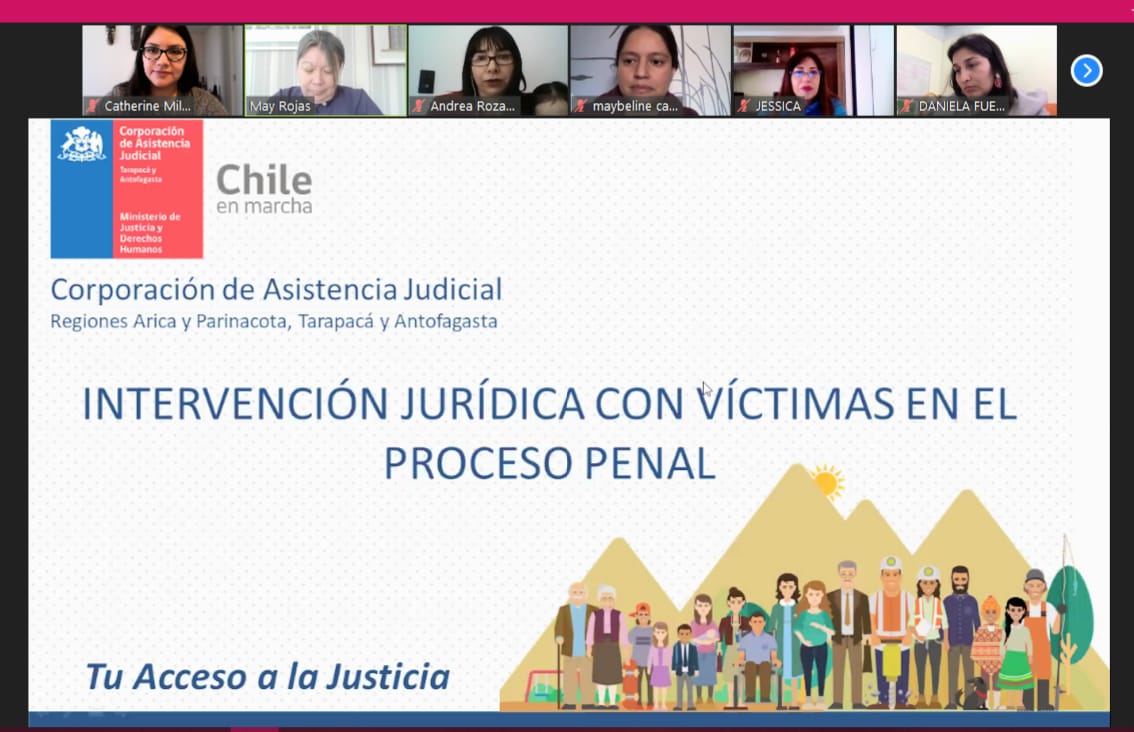 Catherine Mil...
May Rojas
Andrea Roza...
maybeline ca...
JESSICA
DANIELA FUE...
Corporación
de Asistencia
Judicial
Tarapacá y
Antofagasta
Ministerio de
Justicia y
Derechos
Humanos
Chile
en marcha
Corporación de Asistencia Judicial
Regiones Arica y Parinacota, Tarapacá y Antofagasta
INTERVENCIÓN JURÍDICA CON VÍCTIMAS EN EL
PROCESO PENAL
Tu Acceso a la Justicia